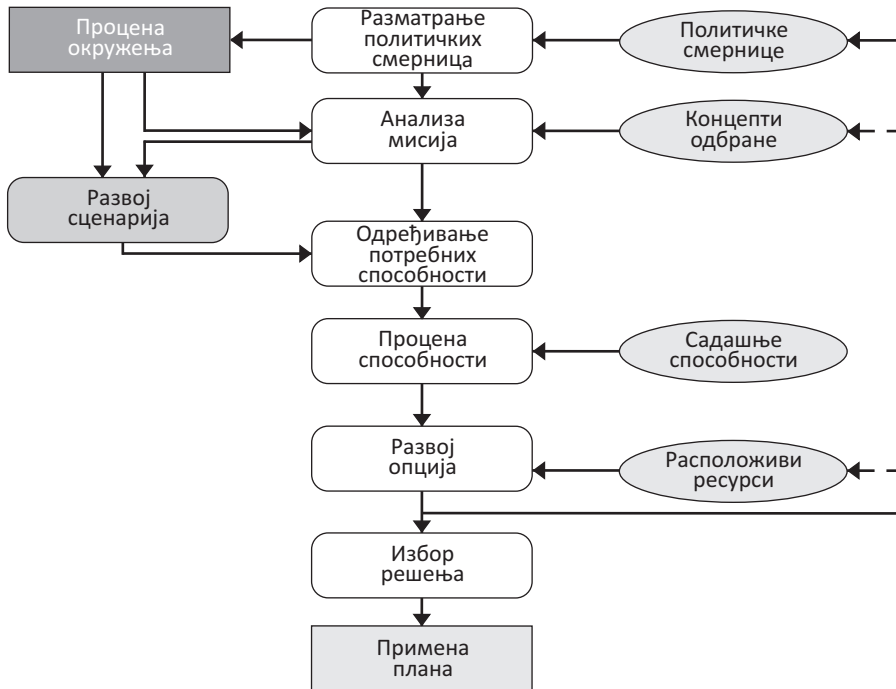 Процена
окружења
Разматрање
политичких
смерница
Политичке
смернице
Анализа
мисија
Концепти
одбране
Развој
сценарија
Одређивање
потребних
способности
Процена
способности
Садашње
способности
Развој
опција
Расположиви
ресурси
Избор
решења
Примена
плана